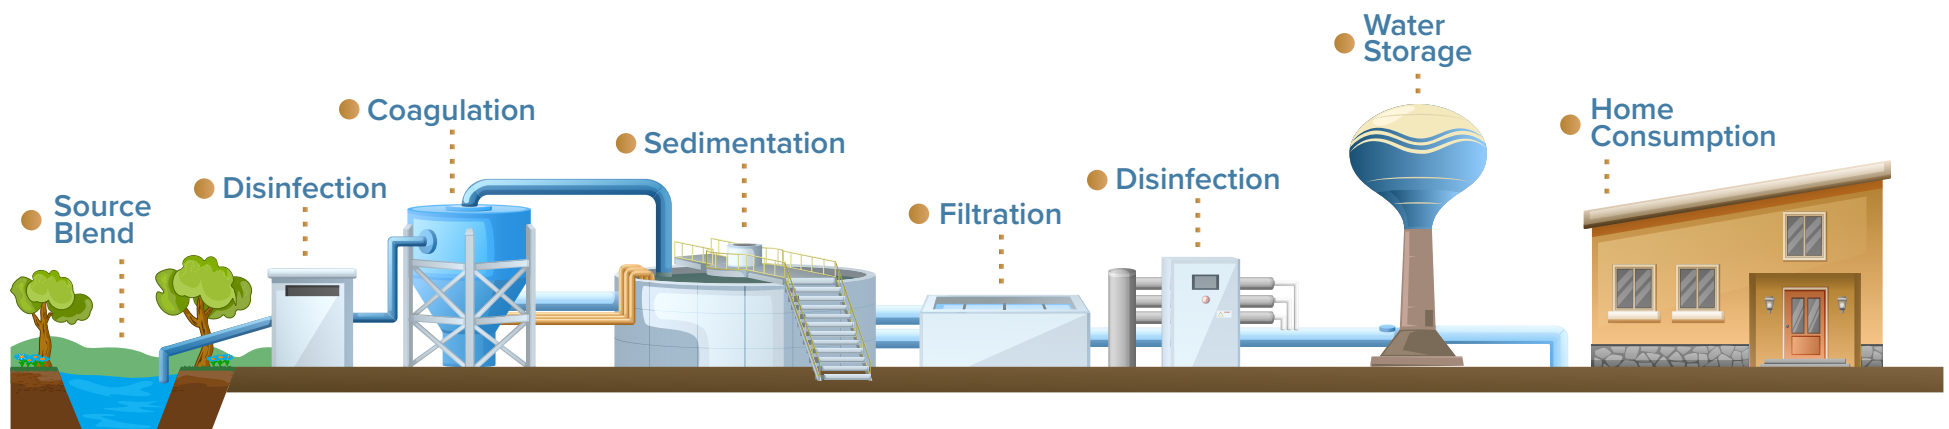 Source
Blend
Disinfection
Coagulation
Sedimentation
Filtration
Disinfection
Water
Storage
Home
Consumption